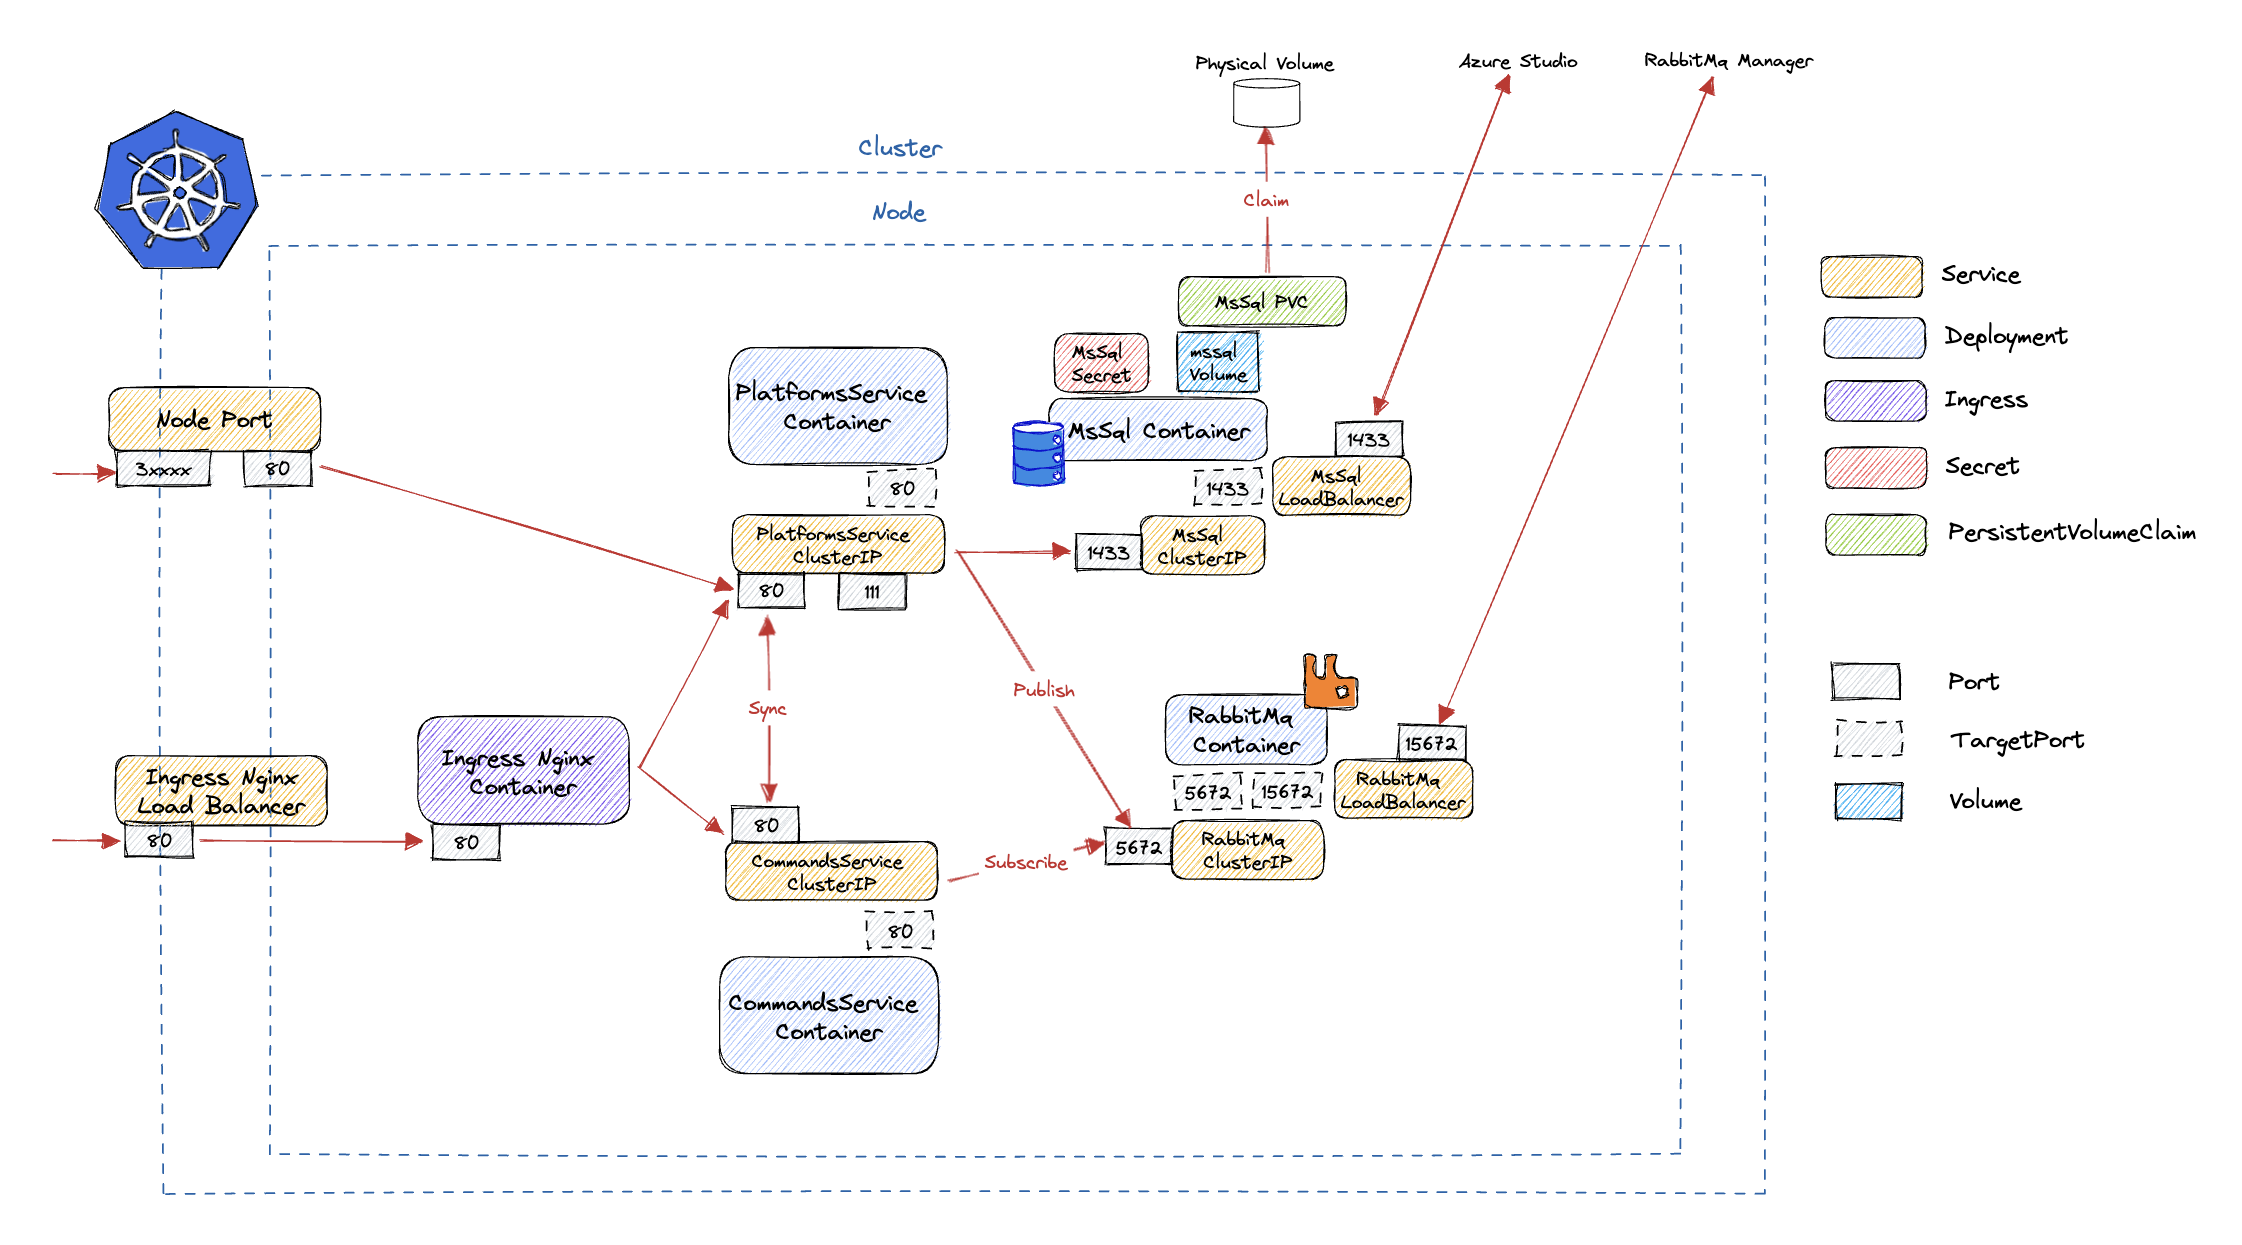 Physical Volume
Azure Studio
RabbitMq Manager
Cluster
Claim
Node
MsSql PVC
MsSql
Secret
mssql
Volume
PlatformsService
Container
MsSql Container
1433
Node Port
3xxxx
80
80
1433
MsSql
LoadBalancer
PlatformsService
ClusterIP
80
111
1433
MsSql
ClusterIP
Sync
Publish
RabbitMq
Container
15672
5672
15672
RabbitMq
LoadBalancer
Ingress Nginx
Load Balancer
80
Ingress Nginx
Container
80
80
CommandsService
ClusterIP
Subscribe
5672
RabbitMq
ClusterIP
80
CommandsService
Container
Service
Deployment
Ingress
Secret
PersistentVolumeClaim
Port
TargetPort
Volume